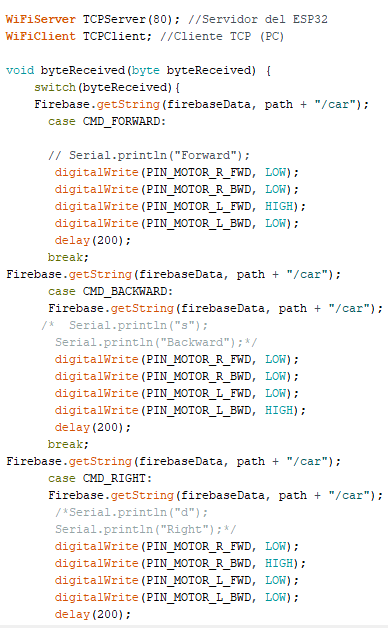 WiFiServer TCPServer(80); //Servidor del ESP32
WiFiClient TCPClient; //Cliente TCP (PC)

void byteReceived(byte byteReceived) {
    switch(byteReceived){
    Firebase.getString(firebaseData, path + "/car");
      case CMD_FORWARD:

      // Serial.println("Forward");
       digitalWrite(PIN_MOTOR_R_FWD, LOW);
       digitalWrite(PIN_MOTOR_R_BWD, LOW);
       digitalWrite(PIN_MOTOR_L_FWD, HIGH);
       digitalWrite(PIN_MOTOR_L_BWD, LOW);
       delay(200);
      break;
Firebase.getString(firebaseData, path + "/car");
      case CMD_BACKWARD:
      Firebase.getString(firebaseData, path + "/car");
     /*  Serial.println("s");
       Serial.println("Backward");*/
       digitalWrite(PIN_MOTOR_R_FWD, LOW);
       digitalWrite(PIN_MOTOR_R_BWD, LOW);
       digitalWrite(PIN_MOTOR_L_FWD, LOW);
       digitalWrite(PIN_MOTOR_L_BWD, HIGH);
       delay(200);
      break;
Firebase.getString(firebaseData, path + "/car");
      case CMD_RIGHT:
      Firebase.getString(firebaseData, path + "/car");
       /*Serial.println("d");
       Serial.println("Right");*/
       digitalWrite(PIN_MOTOR_R_FWD, LOW);
       digitalWrite(PIN_MOTOR_R_BWD, HIGH);
       digitalWrite(PIN_MOTOR_L_FWD, LOW);
       digitalWrite(PIN_MOTOR_L_BWD, LOW);
       delay(200);